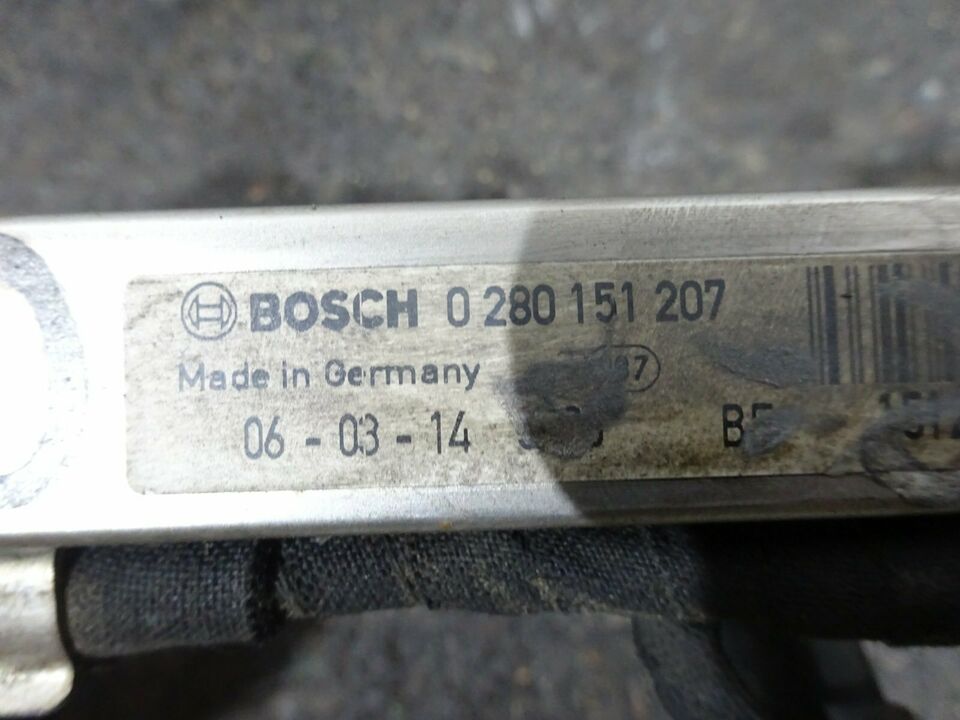 BOSCH 0 280 151 207
Made in Germany
06 - 03 - 14